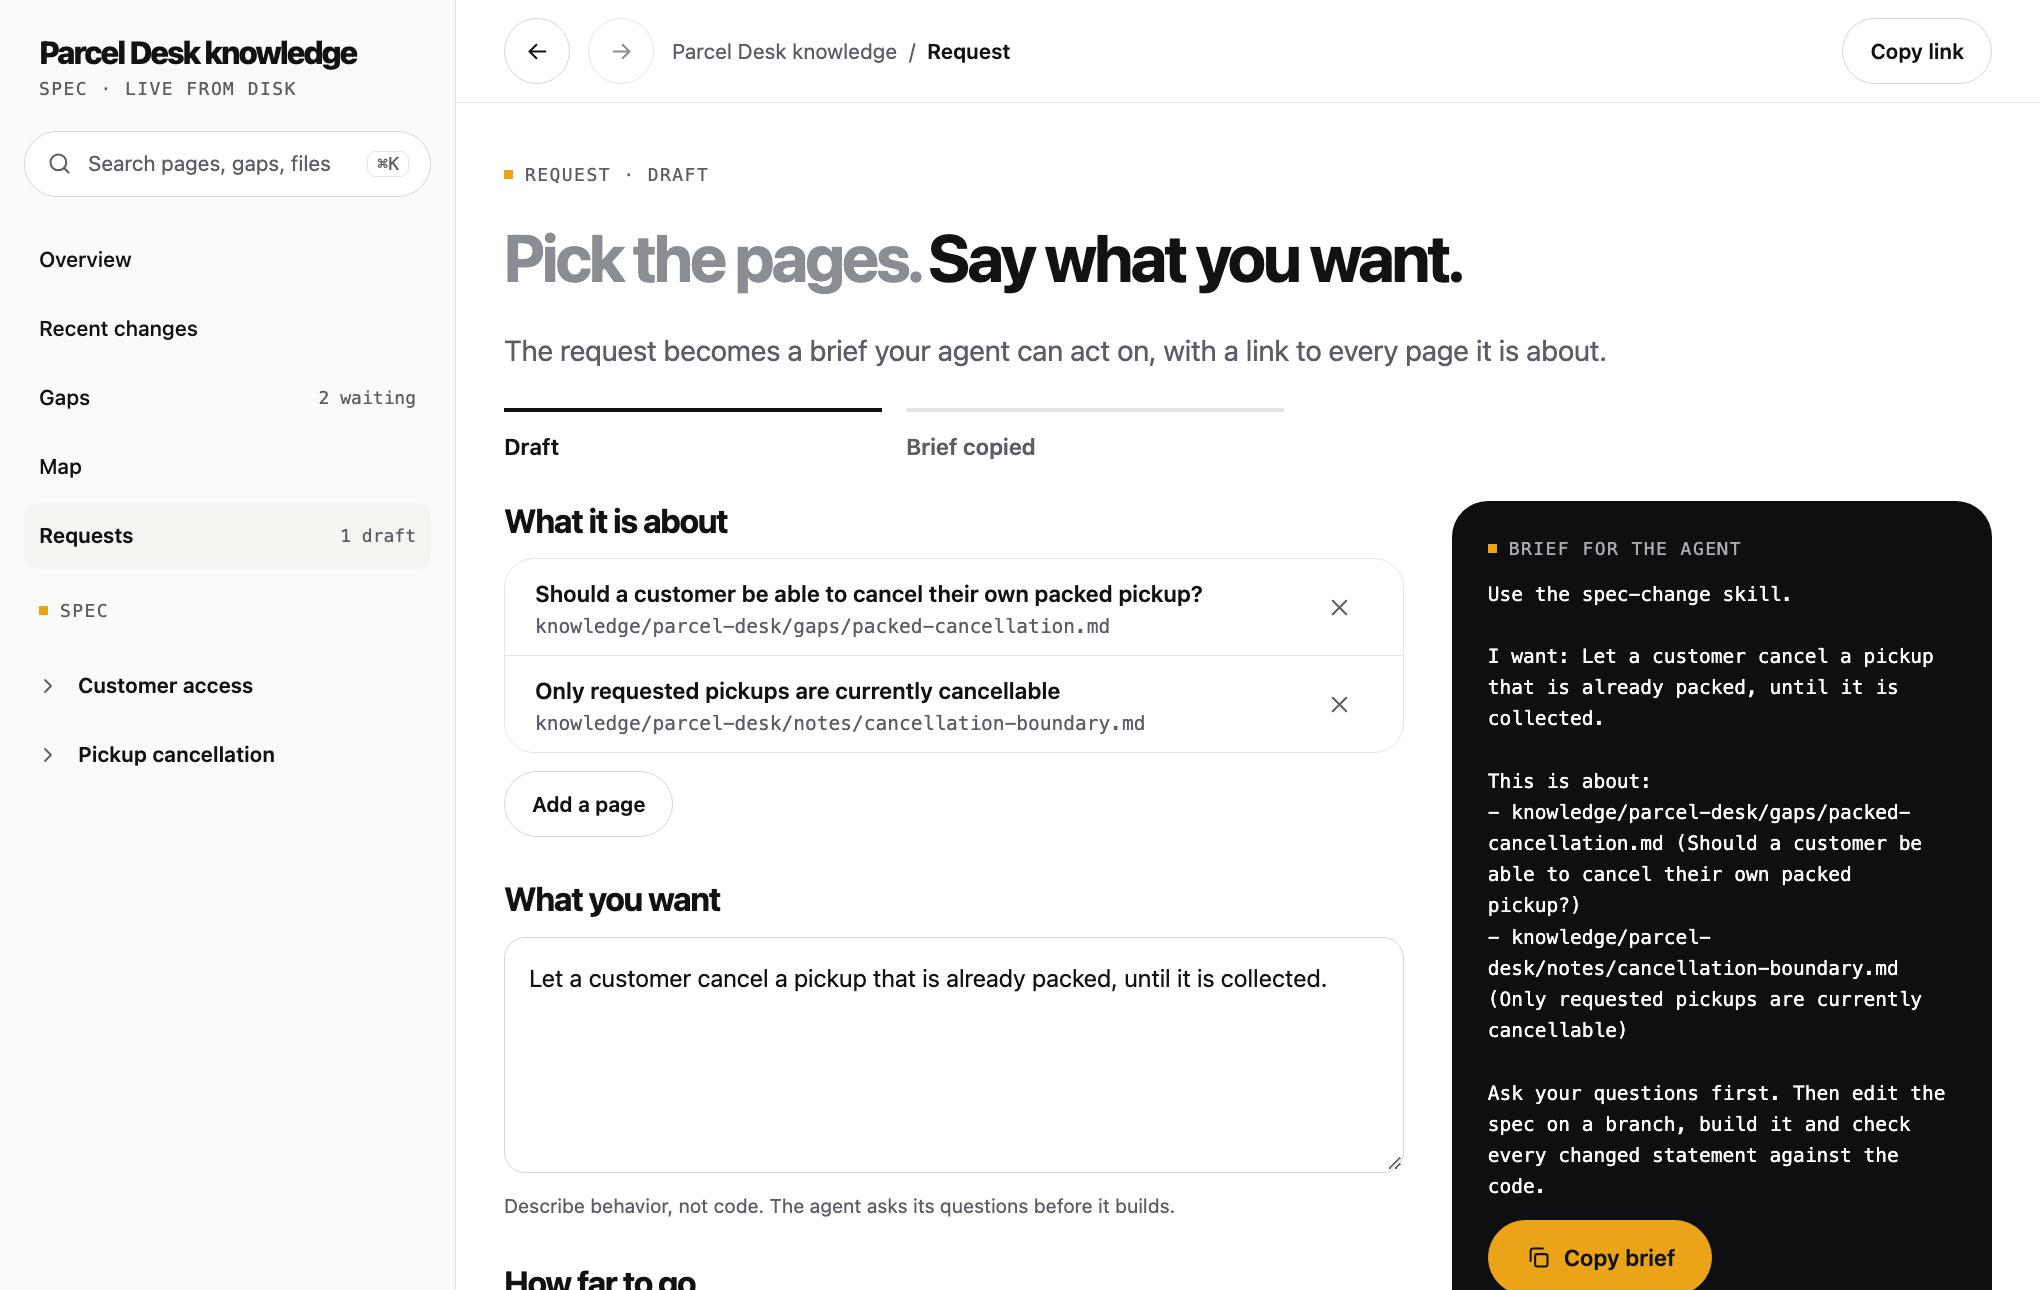 Parcel Desk knowledge
SPEC · LIVE FROM DISK
Search pages, gaps, files ⌘K
Overview
Recent changes
Gaps 2 waiting
Map
Requests 1 draft
SPEC
Customer access
Pickup cancellation
Parcel Desk knowledge / Request
Copy link
REQUEST · DRAFT
Pick the pages. Say what you want.
The request becomes a brief your agent can act on, with a link to every page it is about.
Draft
Brief copied
What it is about
Should a customer be able to cancel their own packed pickup?
knowledge/parcel-desk/gaps/packed-cancellation.md
Only requested pickups are currently cancellable
knowledge/parcel-desk/notes/cancellation-boundary.md
Add a page
What you want
Let a customer cancel a pickup that is already packed, until it is collected.
Describe behavior, not code. The agent asks its questions before it builds.
How far to go
BRIEF FOR THE AGENT
Use the spec-change skill.
I want: Let a customer cancel a pickup
that is already packed, until it is
collected.
This is about:
- knowledge/parcel-desk/gaps/packed-
cancellation.md (Should a customer be
able to cancel their own packed
pickup?)
- knowledge/parcel-
desk/notes/cancellation-boundary.md
(Only requested pickups are currently
cancellable)
Ask your questions first. Then edit the
spec on a branch, build it and check
every changed statement against the
code.
Copy brief